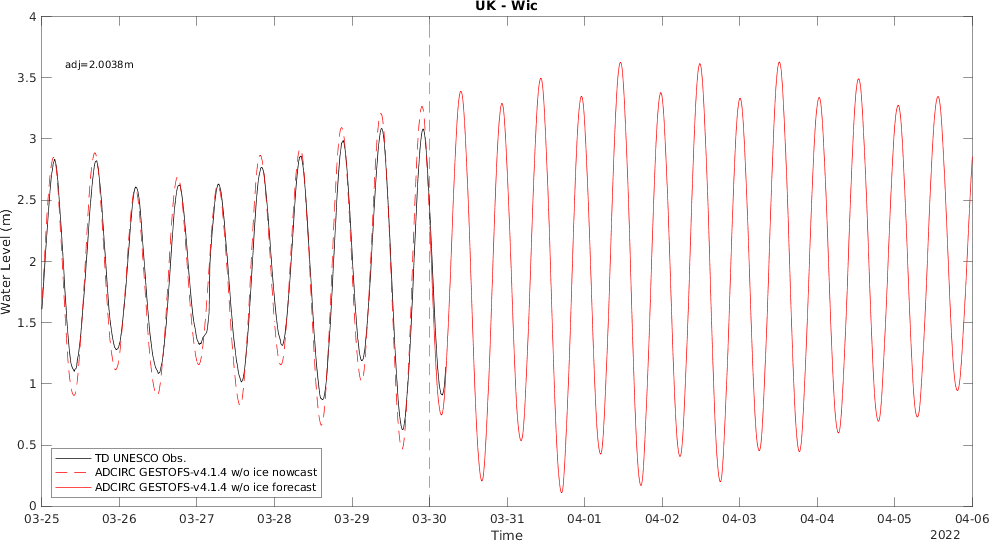 UK - Wic
adj=2.0038m
Water Level (m)
4
3.5
3
2.5
2
1.5
1
0.5
0
TD UNESCO Obs.
ADCIRC GESTOFS-v4.1.4 w/o ice nowcast
ADCIRC GESTOFS-v4.1.4 w/o ice forecast
03-25 03-26 03-27 03-28 03-29 03-30 03-31 04-01 04-02 04-03 04-04 04-05 04-06
Time
2022